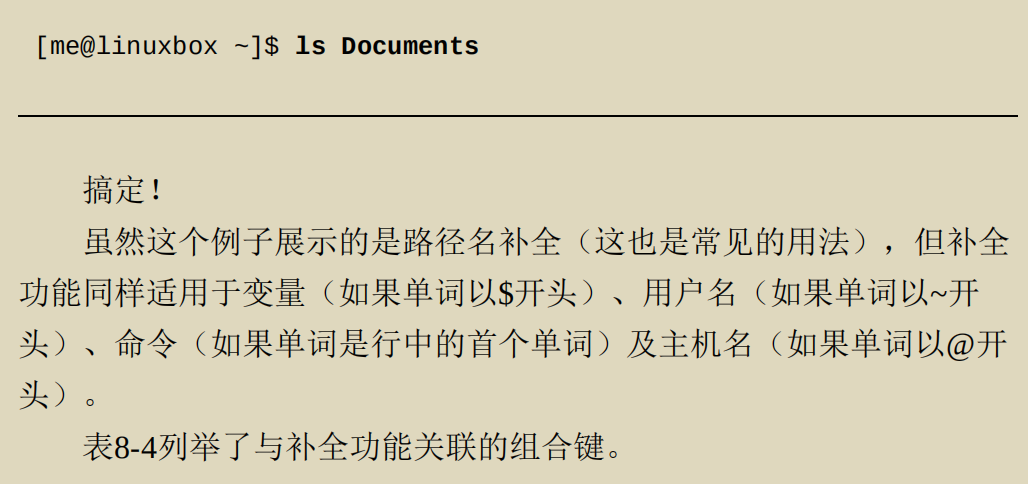 [me@linuxbox ~]$ ls Documents
搞定！
虽然这个例子展示的是路径名补全（这也是常见的用法），但补全
功能同样适用于变量（如果单词以$开头）、用户名（如果单词以~开
头）、命令（如果单词是行中的首个单词）及主机名（如果单词以@开
头）。
表8-4列举了与补全功能关联的组合键。